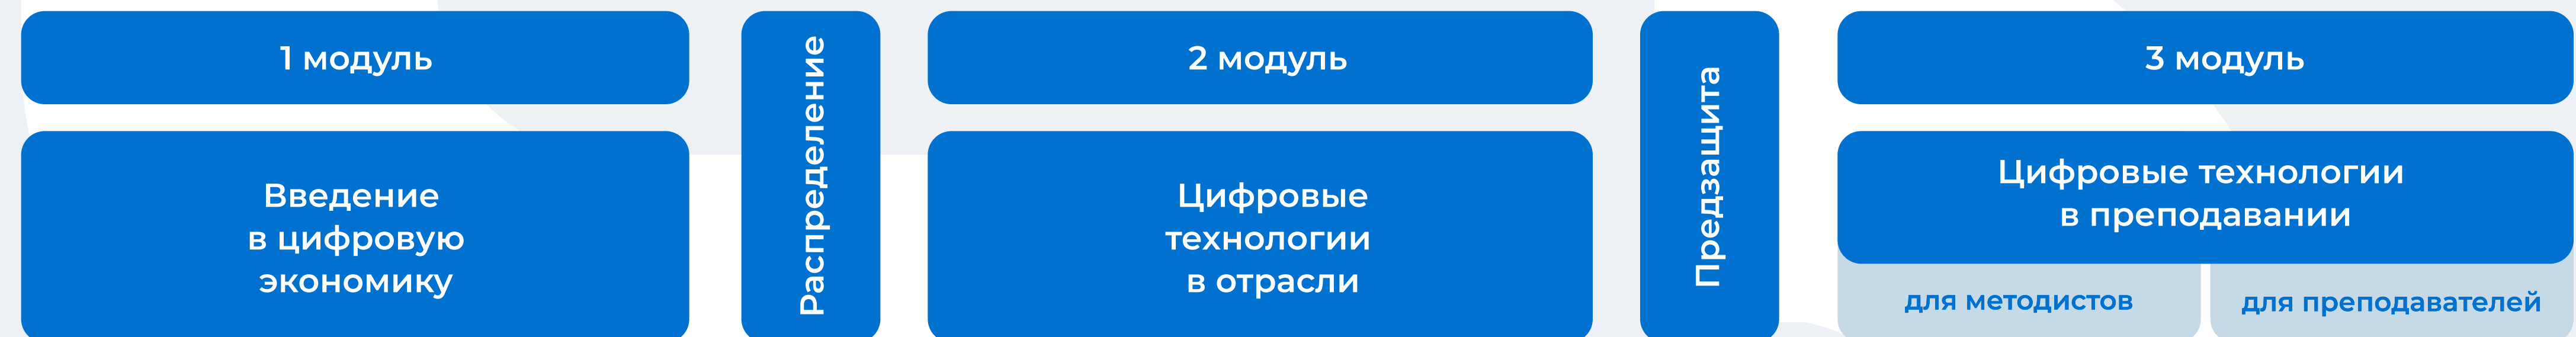 1 модуль
Введение
в цифровую
экономику
Распределение
2 модуль
Цифровые
технологии
в отрасли
Предзащита
3 модуль
Цифровые технологии
в преподавании
для методистов
для преподавателей